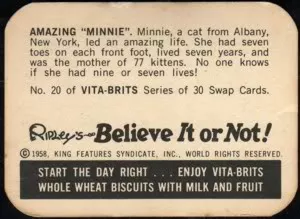 AMAZING "MINNIE". Minnie, a cat from Albany,
New York, led an amazing life. She had seven
toes on each front foot, lived seven years, and
was the mother of 77 kittens. No one knows
if she had nine or seven lives!
No. 20 of VITA-BRITS Series of 30 Swap Cards.
Ripley's Believe It or Not!
© 1958, KING FEATURES SYNDICATE, INC., WORLD RIGHTS RESERVED.
START THE DAY RIGHT . . . ENJOY VITA-BRITS
WHOLE WHEAT BISCUITS WITH MILK AND FRUIT